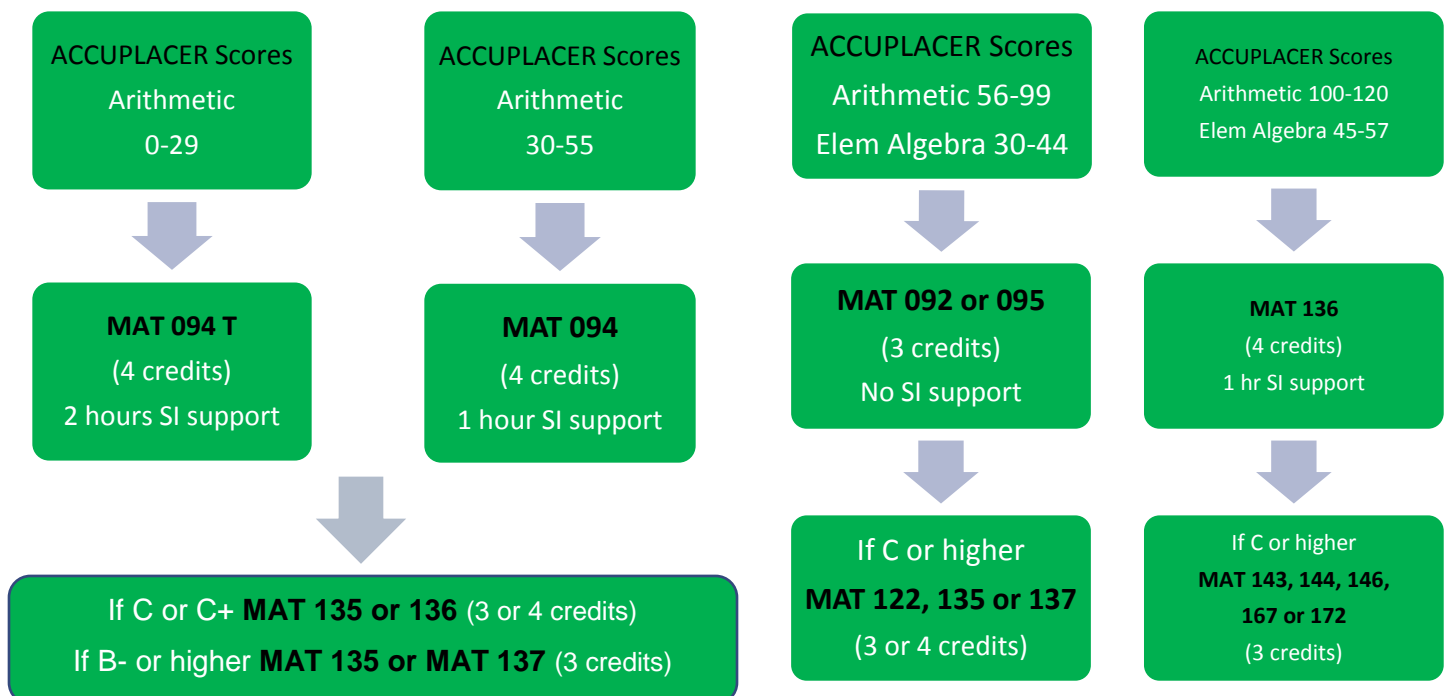 ACCUPLACER Scores
Arithmetic
0-29
ACCUPLACER Scores
Arithmetic
30-55
ACCUPLACER Scores
Arithmetic 56-99
Elem Algebra 30-44
ACCUPLACER Scores
Arithmetic 100-120
Elem Algebra 45-57
MAT 094 T
(4 credits)
2 hours SI support
MAT 094
(4 credits)
1 hour SI support
MAT 092 or 095
(3 credits)
No SI support
MAT 136
(4 credits)
1 hr SI support
If C or C+ MAT 135 or 136 (3 or 4 credits)
If B- or higher MAT 135 or MAT 137 (3 credits)
If C or higher
MAT 122, 135 or 137
(3 or 4 credits)
If C or higher
MAT 143, 144, 146,
167 or 172
(3 credits)